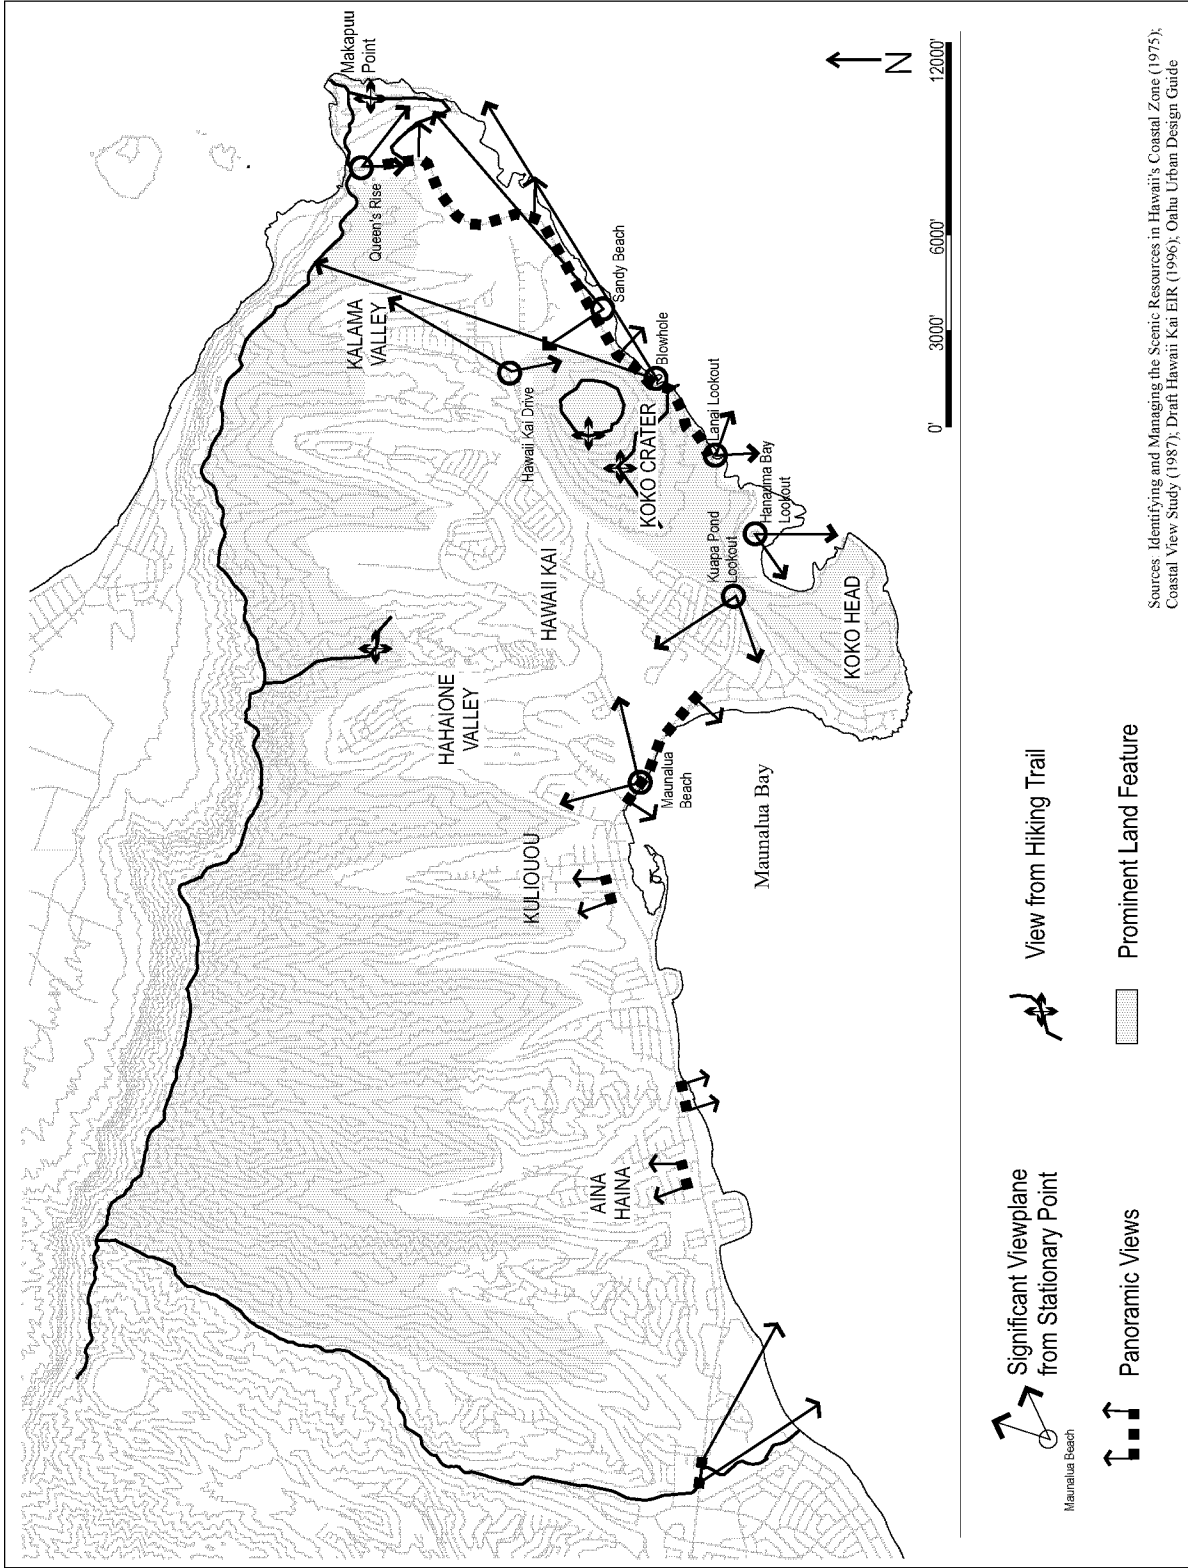 Makapuu
Point
Queen's Rise
KALAMA
VALLEY
Hawaii Kai Drive
Sandy Beach
Blowhole
KOKO CRATER
Lanai Lookout
Hanauma Bay
Lookout
Kuapa Pond
Lookout
HAWAII KAI
KOKO HEAD
HAHAIONE
VALLEY
Maunalua
Beach
KULIOUOU
Maunalua Bay
AINA
HAINA
N
0'
3000'
6000'
12000'
Significant Viewplane
from Stationary Point
Maunalua Beach
Panoramic Views
View from Hiking Trail
Prominent Land Feature
Sources: Identifying and Managing the Scenic Resources in Hawaii's Coastal Zone (1975);
Coastal View Study (1987); Draft Hawaii Kai EIR (1996); Oahu Urban Design Guide